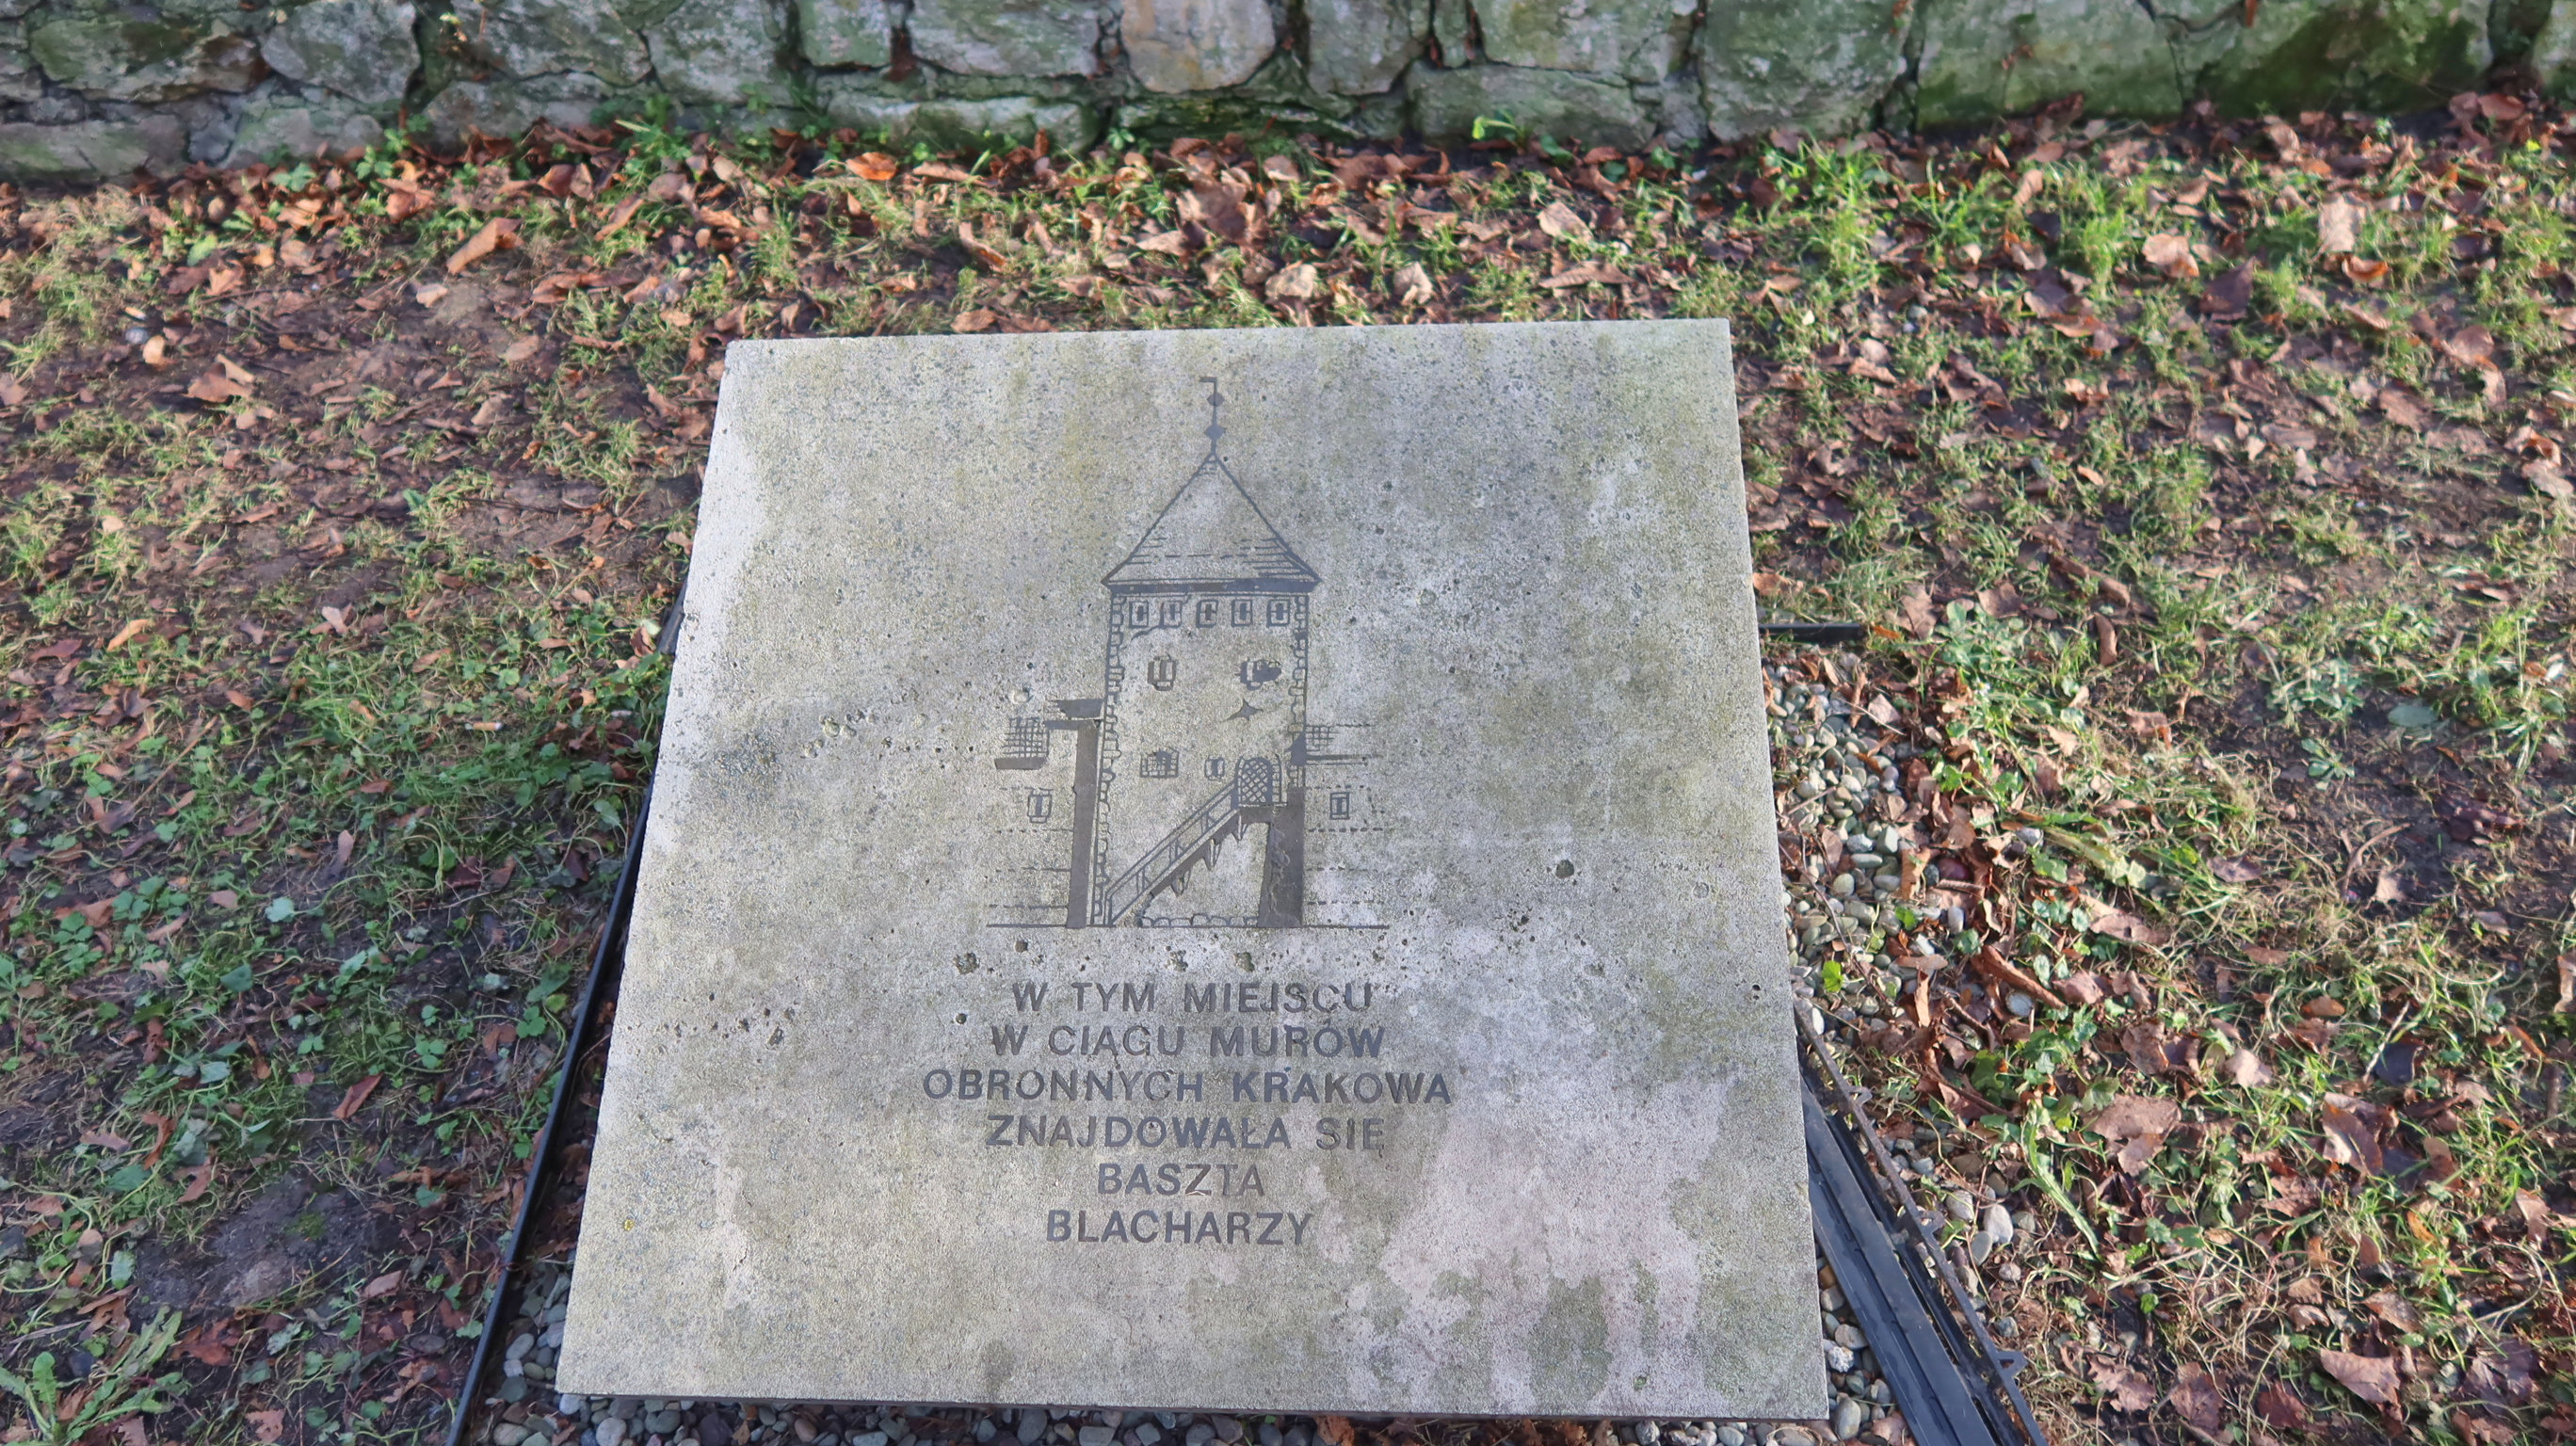 W TYM MIEJSCU
W CIĄGU MURÓW
OBRONNYCH KRAKOWA
ZNAJDOWAŁA SIĘ
BASZTA
BLACHARZY